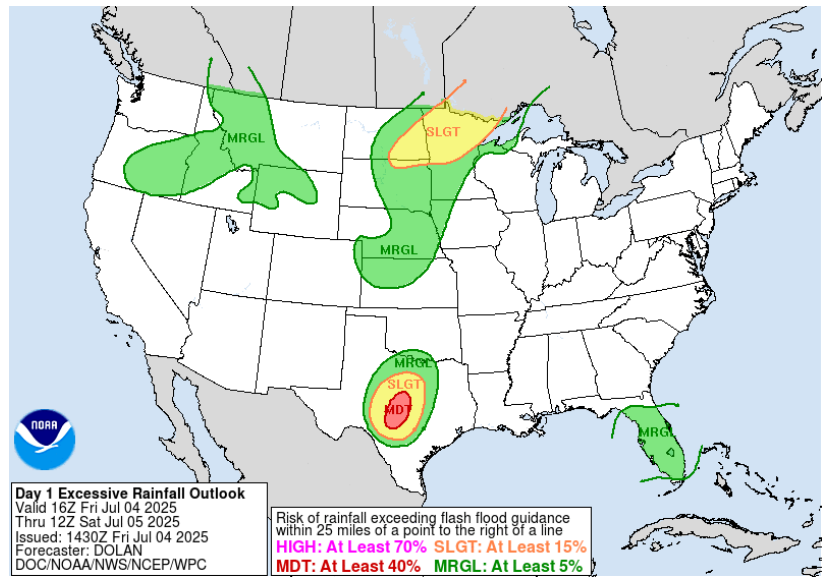 MRGL
SLGT
MRGL
MRGL
SLGT
MDT
MRGL
NOAA
Day 1 Excessive Rainfall Outlook
Valid 16Z Fri Jul 04 2025
Thru 12Z Sat Jul 05 2025
Issued: 1430Z Fri Jul 04 2025
Forecaster: DOLAN
DOC/NOAA/NWS/NCEP/WPC
Risk of rainfall exceeding flash flood guidance
within 25 miles of a point to the right of a line
HIGH: At Least 70% SLGT: At Least 15%
MDT: At Least 40% MRGL: At Least 5%